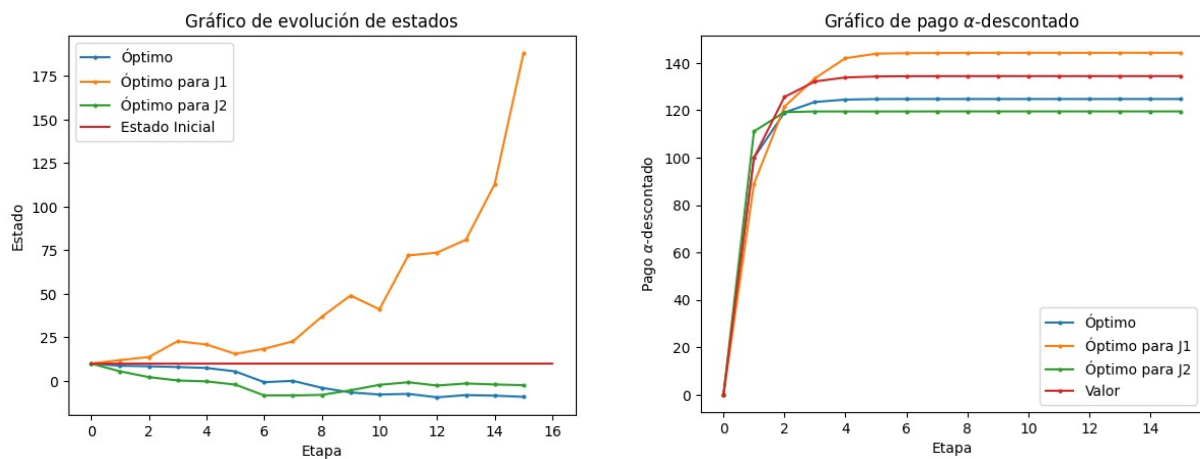 Gráfico de evolución de estados
Óptimo
Óptimo para J1
Óptimo para J2
Estado Inicial
175
150
125
100
75
50
25
0
Estado
0 2 4 6 8 10 12 14 16
Etapa
Gráfico de pago α-descontado
140
120
100
80
60
40
20
0
Pago α-descontado
Óptimo
Óptimo para J1
Óptimo para J2
Valor
0 2 4 6 8 10 12 14
Etapa